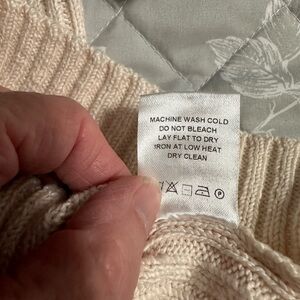 MACHINE WASH COLD
DO NOT BLEACH
LAY FLAT TO DRY
IRON AT LOW HEAT
DRY CLEAN
P